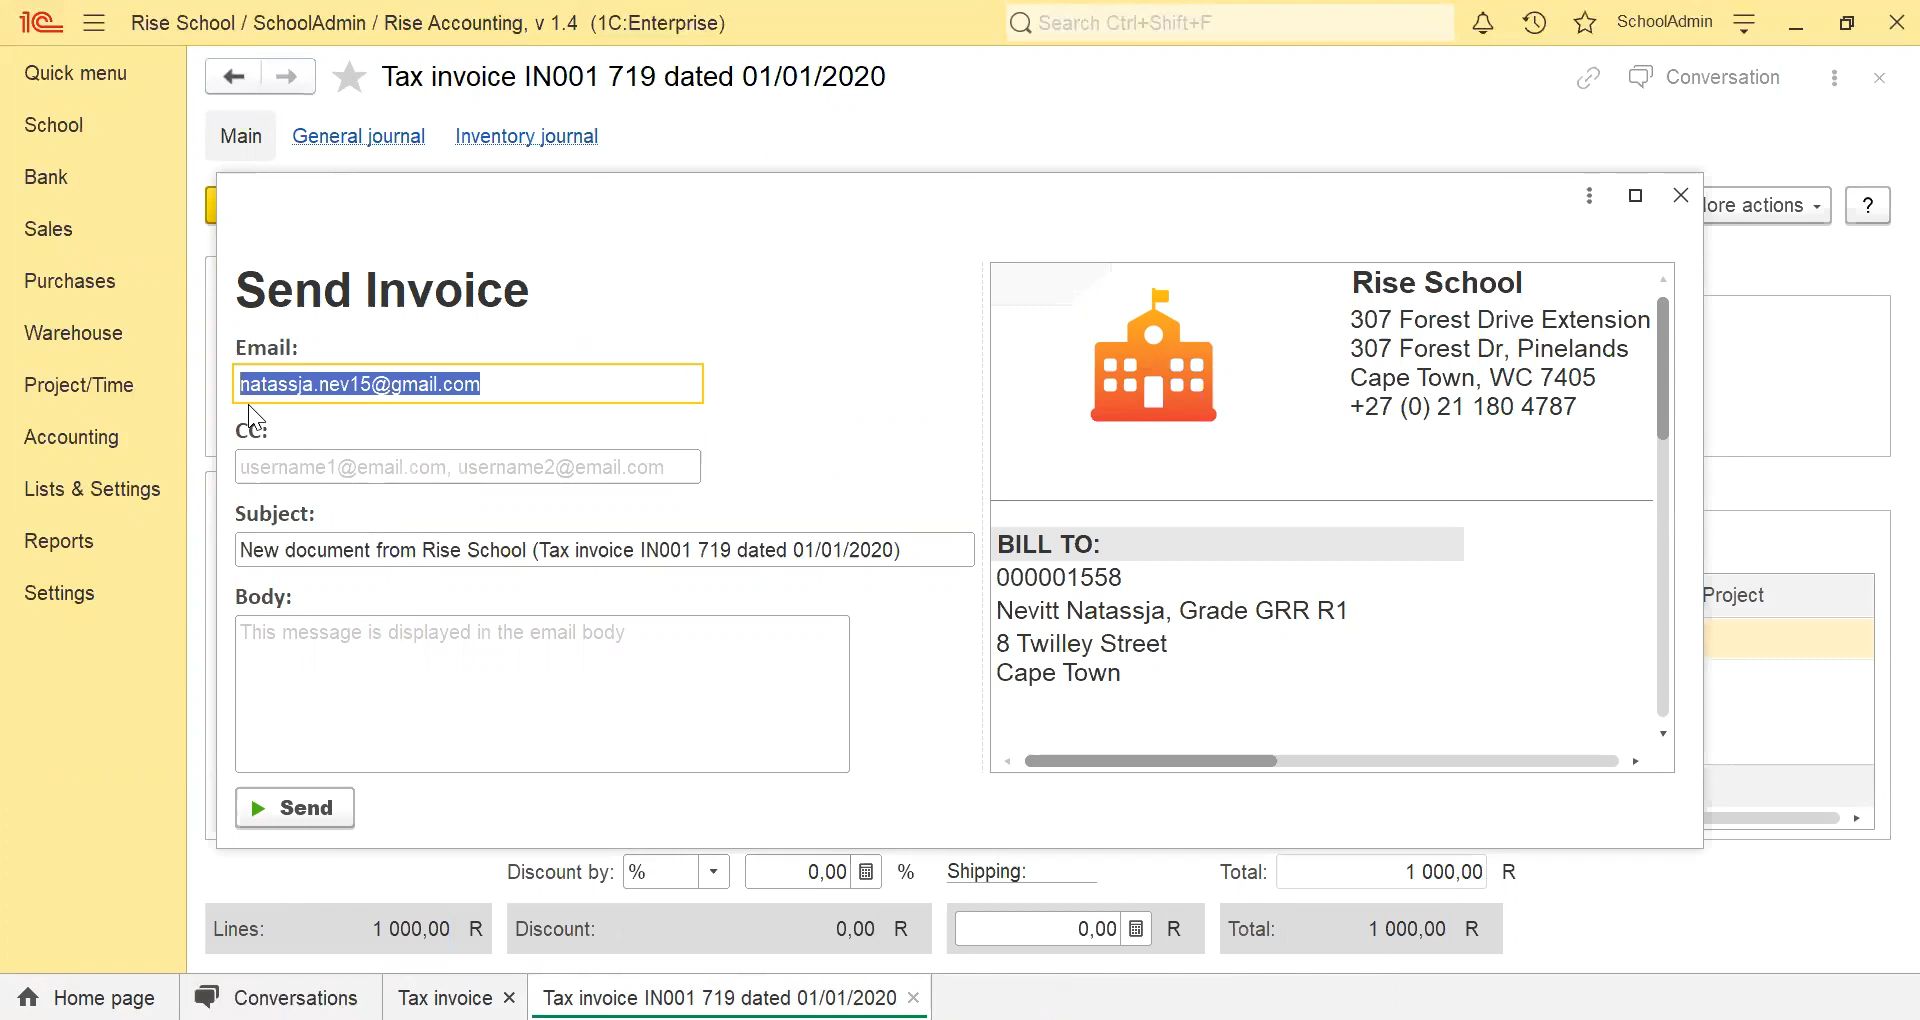 Rise School / SchoolAdmin / Rise Accounting, v 1.4 (1C:Enterprise)
Search Ctrl+Shift+F
SchoolAdmin
Quick menu
School
Bank
Sales
Purchases
Warehouse
Project/Time
Accounting
Lists & Settings
Reports
Settings
Tax invoice IN001 719 dated 01/01/2020
Conversation
Main
General journal
Inventory journal
ore actions
?
Send Invoice
Email:
natassja.nev15@gmail.com
CC:
username1@email.com, username2@email.com
Subject:
New document from Rise School (Tax invoice IN001 719 dated 01/01/2020)
Body:
This message is displayed in the email body
Send
Rise School
307 Forest Drive Extension
307 Forest Dr, Pinelands
Cape Town, WC 7405
+27 (0) 21 180 4787
BILL TO:
000001558
Nevitt Natassja, Grade GRR R1
8 Twilley Street
Cape Town
Project
Discount by: % 0,00 % Shipping: Total: 1 000,00 R
Lines: 1 000,00 R Discount: 0,00 R 0,00 R Total: 1 000,00 R
Home page
Conversations
Tax invoice
Tax invoice IN001 719 dated 01/01/2020